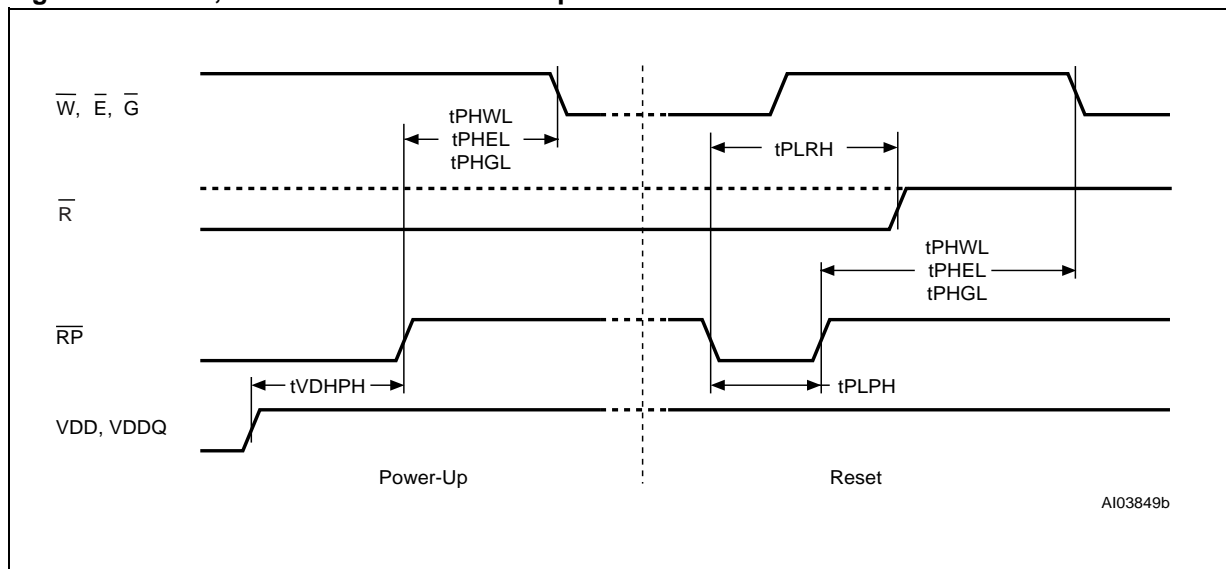 W, E, G
tPHWL
tPHEL
tPHGL
tPLRH
R
tPHWL
tPHEL
tPHGL
RP
tVDHPH
tPLPH
VDD, VDDQ
Power-Up
Reset
AI03849b